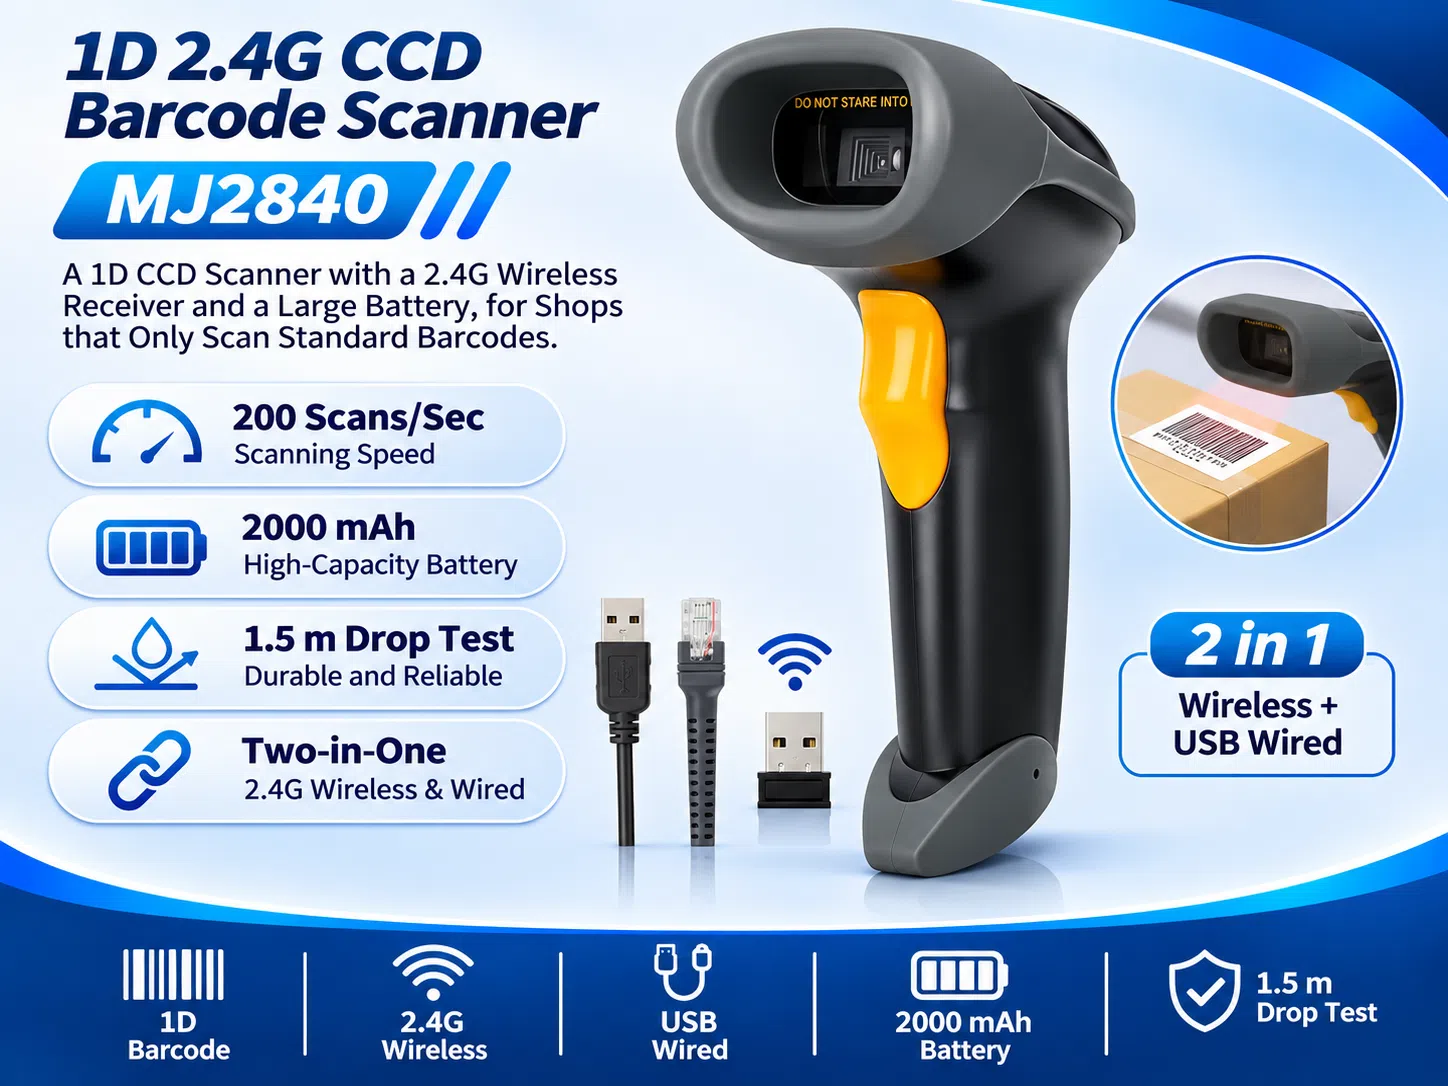 1D 2.4G CCD
Barcode Scanner
MJ2840
A 1D CCD Scanner with a 2.4G Wireless
Receiver and a Large Battery, for Shops
that Only Scan Standard Barcodes.
200 Scans/Sec
Scanning Speed
2000 mAh
High-Capacity Battery
1.5 m Drop Test
Durable and Reliable
Two-in-One
2.4G Wireless & Wired
DO NOT STARE INTO
2 in 1
Wireless +
USB Wired
1D
Barcode
2.4G
Wireless
USB
Wired
2000 mAh
Battery
1.5 m
Drop Test